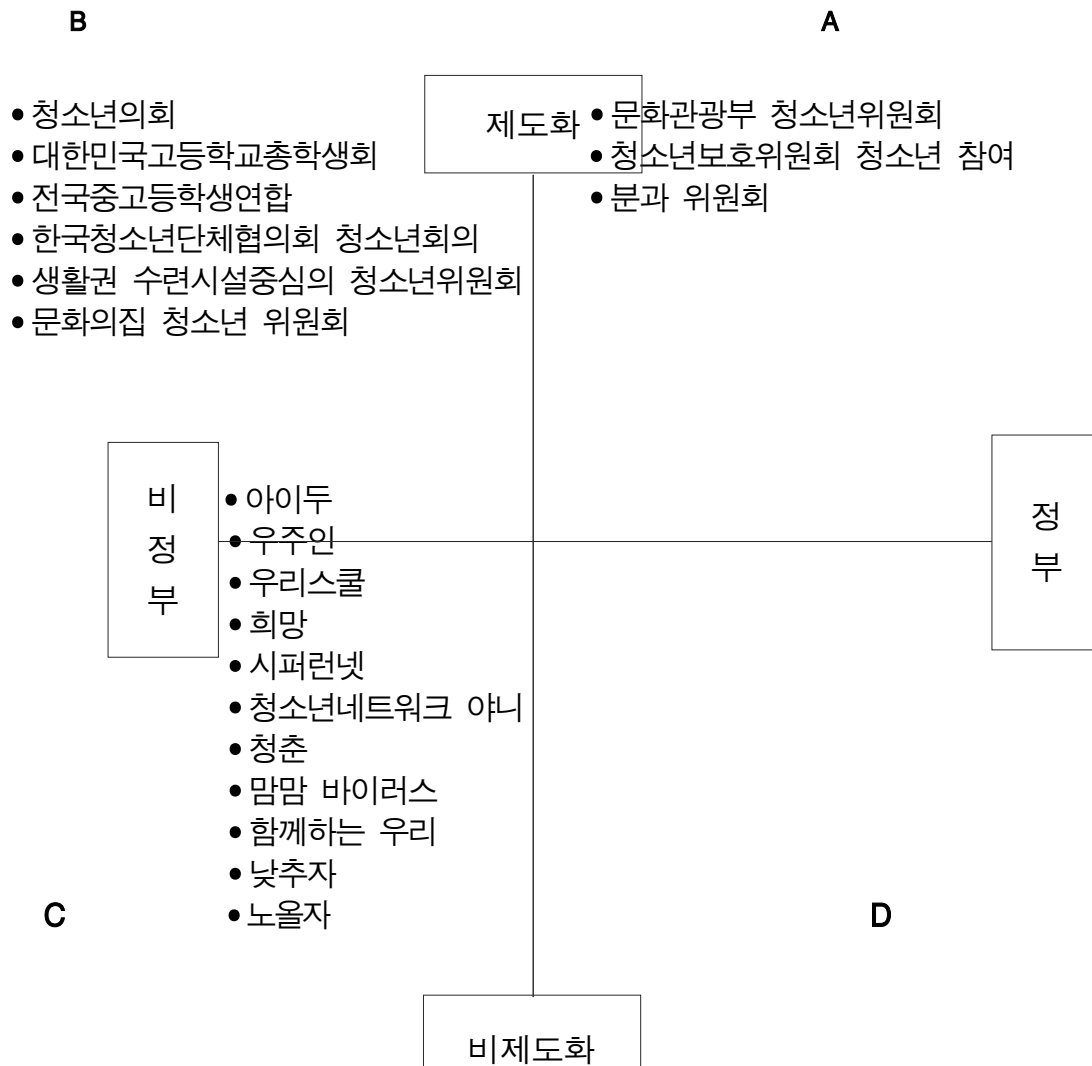 B
A
제도화
• 청소년의회
• 대한민국고등학교총학생회
• 전국중고등학생연합
• 한국청소년단체협의회 청소년회의
• 생활권 수련시설중심의 청소년위원회
• 문화의집 청소년 위원회
• 문화관광부 청소년위원회
• 청소년보호위원회 청소년 참여
• 분과 위원회
비
정
부
• 아이두
• 우주인
• 우리스쿨
• 희망
• 시퍼런넷
• 청소년네트워크 야니
• 청춘
• 맘맘 바이러스
• 함께하는 우리
• 낮추자
• 노올자
정
부
C
D
비제도화